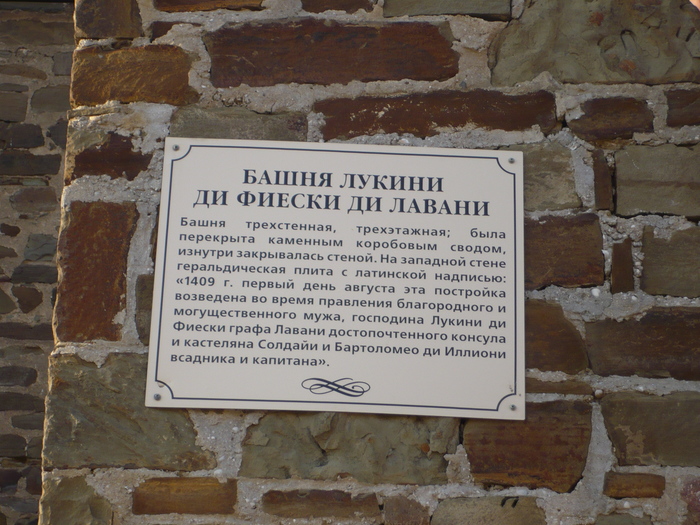 БАШНЯ ЛУКИНИ
ДИ ФИЕСКИ ДИ ЛАВАНИ
Башня трехстенная, трехэтажная; была
перекрыта каменным коробовым сводом,
изнутри закрывалась стеной. На западной стене
геральдическая плита с латинской надписью:
«1409 г. первый день августа эта постройка
возведена во время правления благородного и
могущественного мужа, господина Лукини ди
Фиески графа Лавани достопочтенного консула
и кастеляна Солдайи и Бартоломео ди Иллиони
всадника и капитана».